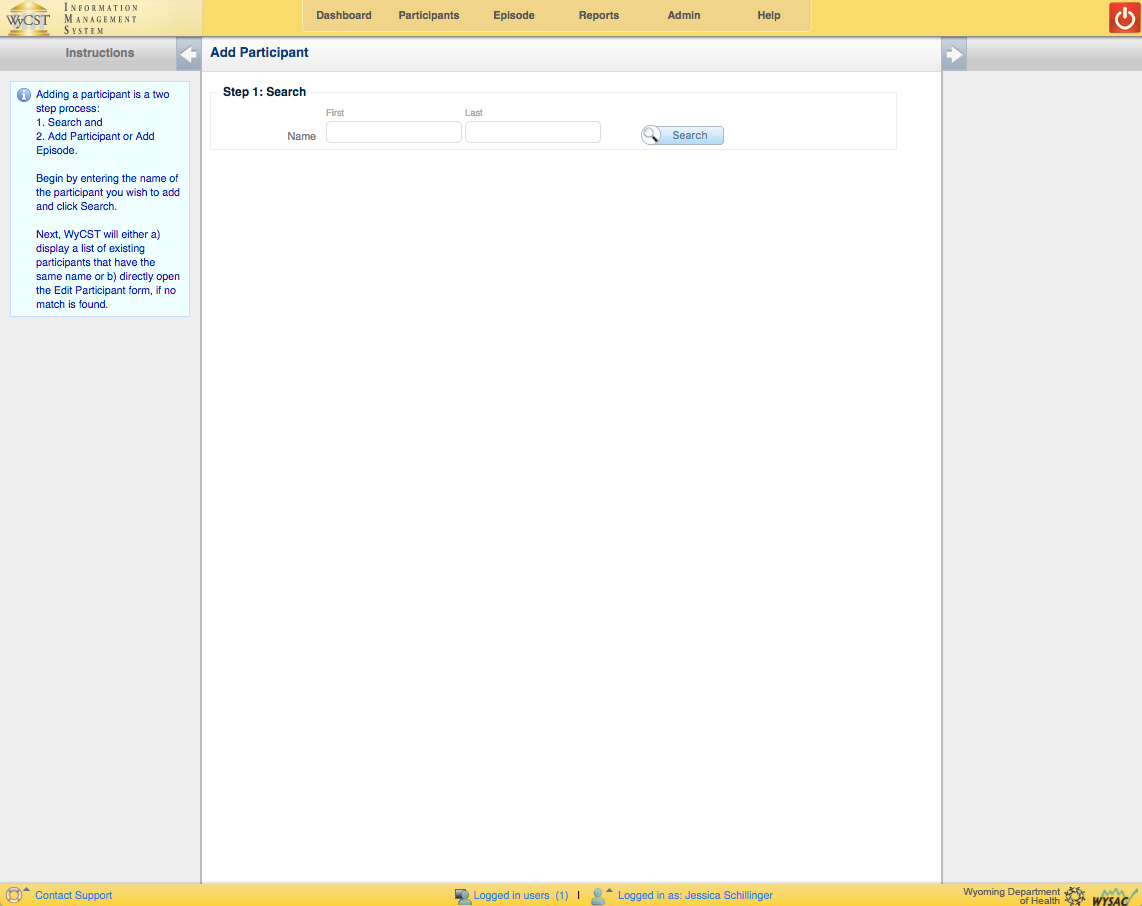 WyCST
INFORMATION
MANAGEMENT
SYSTEM
Dashboard Participants Episode Reports Admin Help
Instructions
Add Participant
Adding a participant is a two
step process:
1. Search and
2. Add Participant or Add
Episode.
Begin by entering the name of
the participant you wish to add
and click Search.
Next, WyCST will either a)
display a list of existing
participants that have the
same name or b) directly open
the Edit Participant form, if no
match is found.
Step 1: Search
First Last
Name
Search
Contact Support
Logged in users (1) | Logged in as: Jessica Schillinger
Wyoming Department
of Health
WYSAC